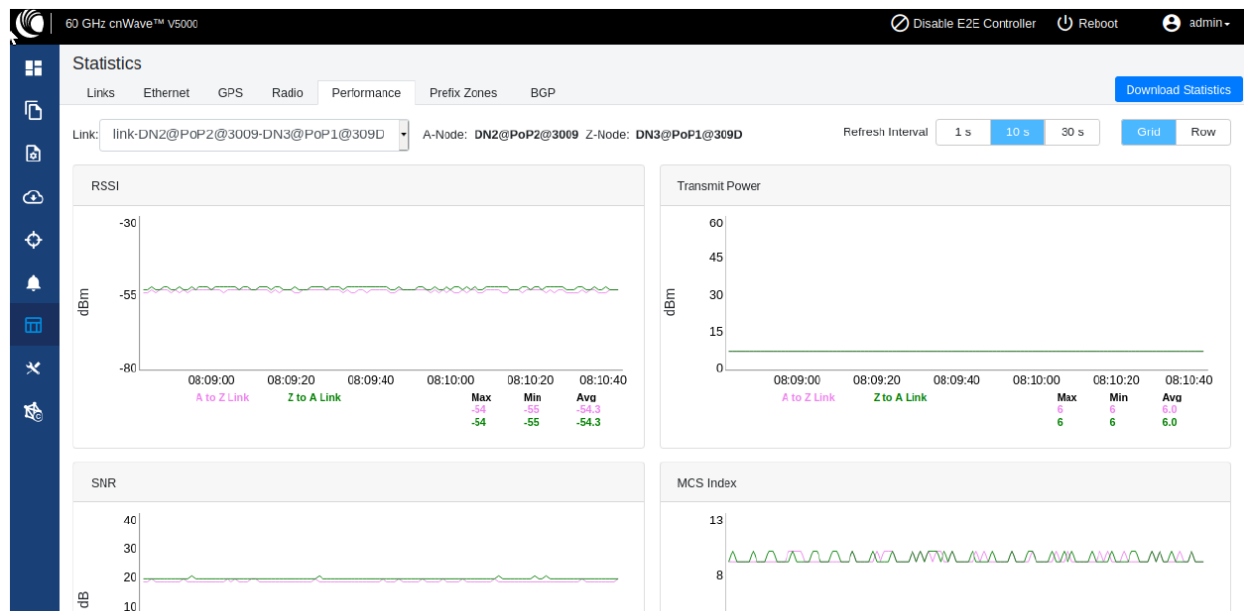 60 GHz cnWave™ V5000
Disable E2E Controller
Reboot
admin
Statistics
Links Ethernet GPS Radio Performance Prefix Zones BGP
Download Statistics
Link: link-DN2@PoP2@3009-DN3@PoP1@309D A-Node: DN2@PoP2@3009 Z-Node: DN3@PoP1@309D
Refresh Interval 1 s 10 s 30 s Grid Row
RSSI
-30
-55
-80
dBm
08:09:00 08:09:20 08:09:40 08:10:00 08:10:20 08:10:40
A to Z Link Z to A Link Max Min Avg
-54 -55 -54.3
-54 -55 -54.3
Transmit Power
60
45
30
15
0
dBm
08:09:00 08:09:20 08:09:40 08:10:00 08:10:20 08:10:40
A to Z Link Z to A Link Max Min Avg
6 6 6.0
6 6 6.0
SNR
40
30
20
10
dB
MCS Index
13
8